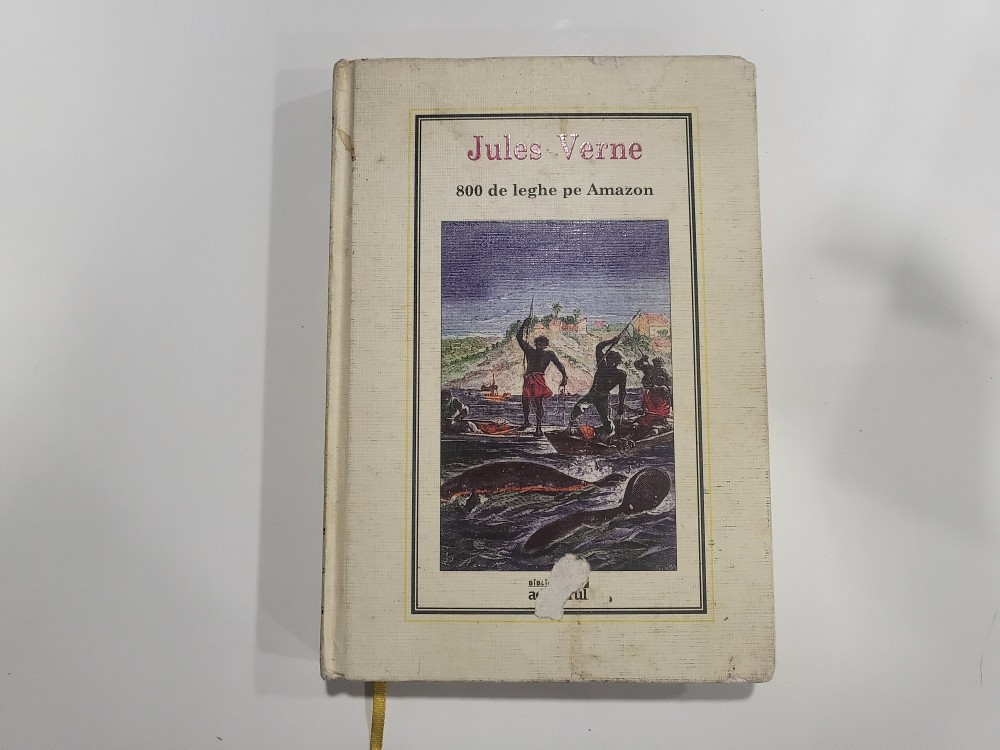 Jules Verne
800 de leghe pe Amazon